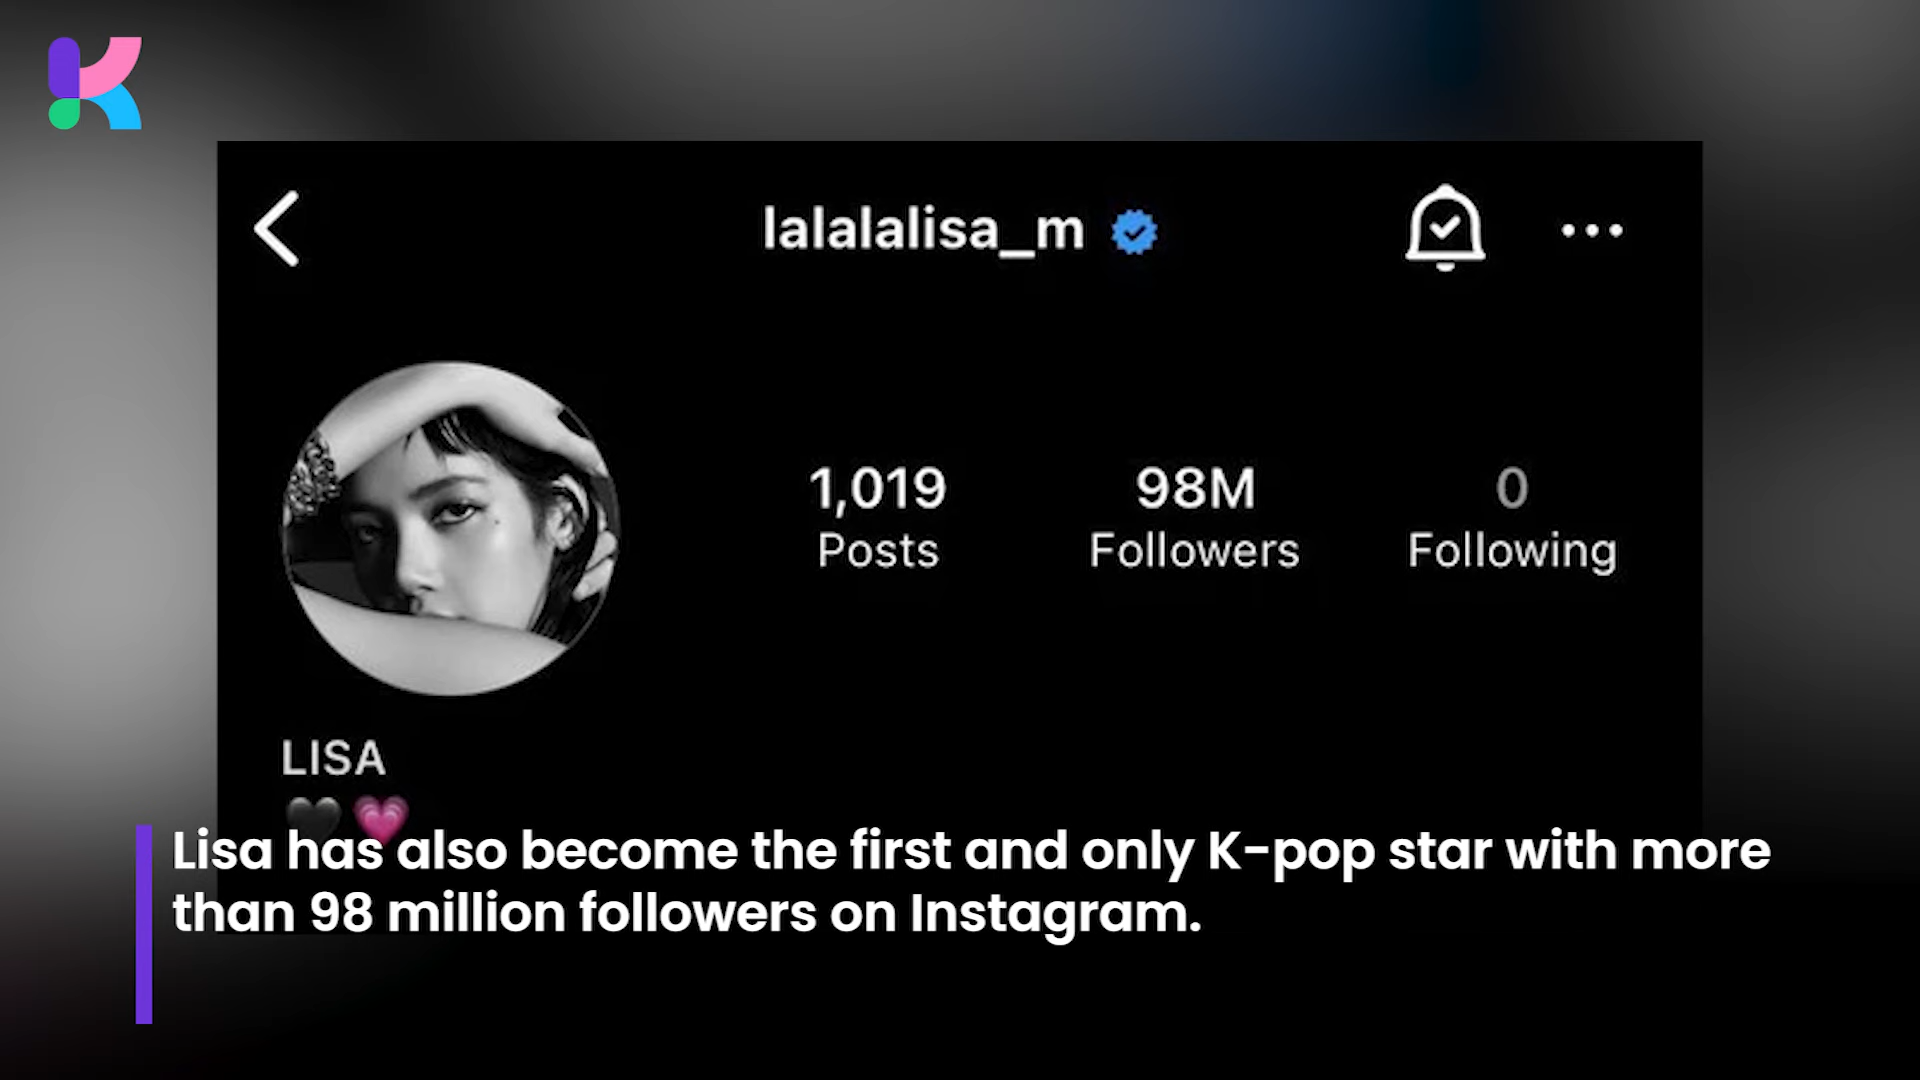 lalalalisa_m
1,019 98M 0
Posts Followers Following
LISA
Lisa has also become the first and only K-pop star with more
than 98 million followers on Instagram.